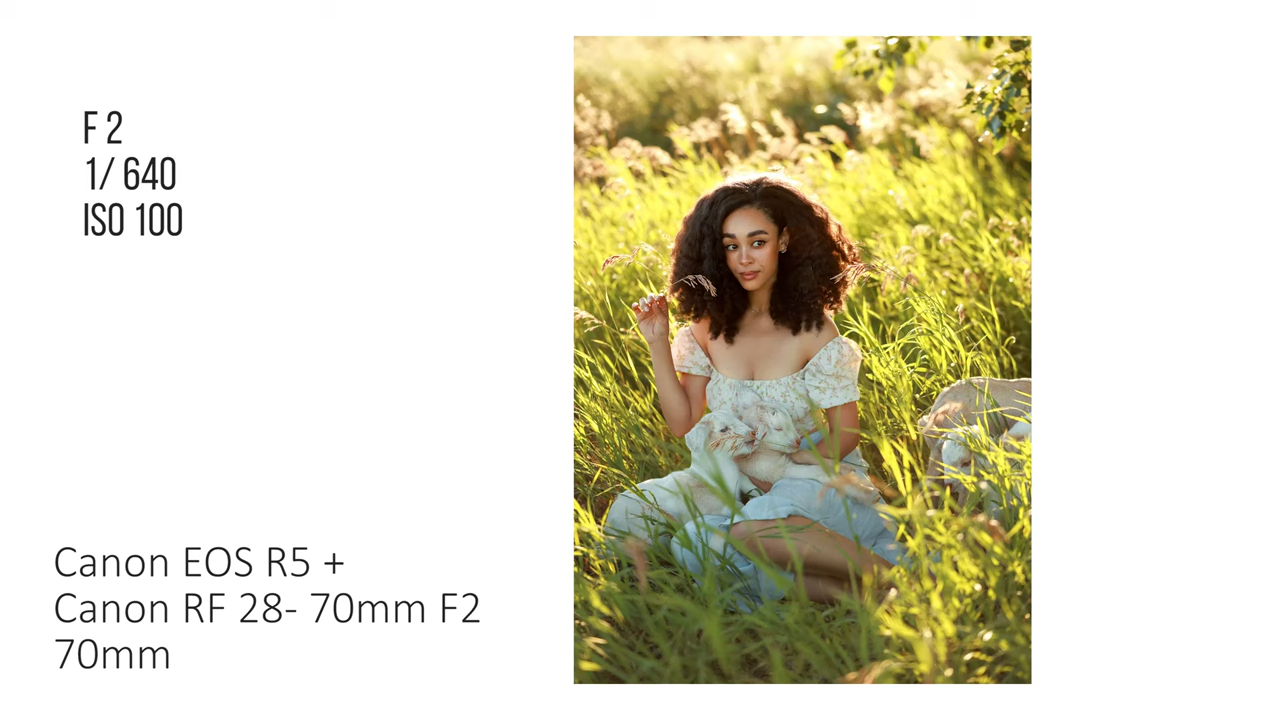 F 2
1/ 640
ISO 100
Canon EOS R5 +
Canon RF 28- 70mm F2
70mm